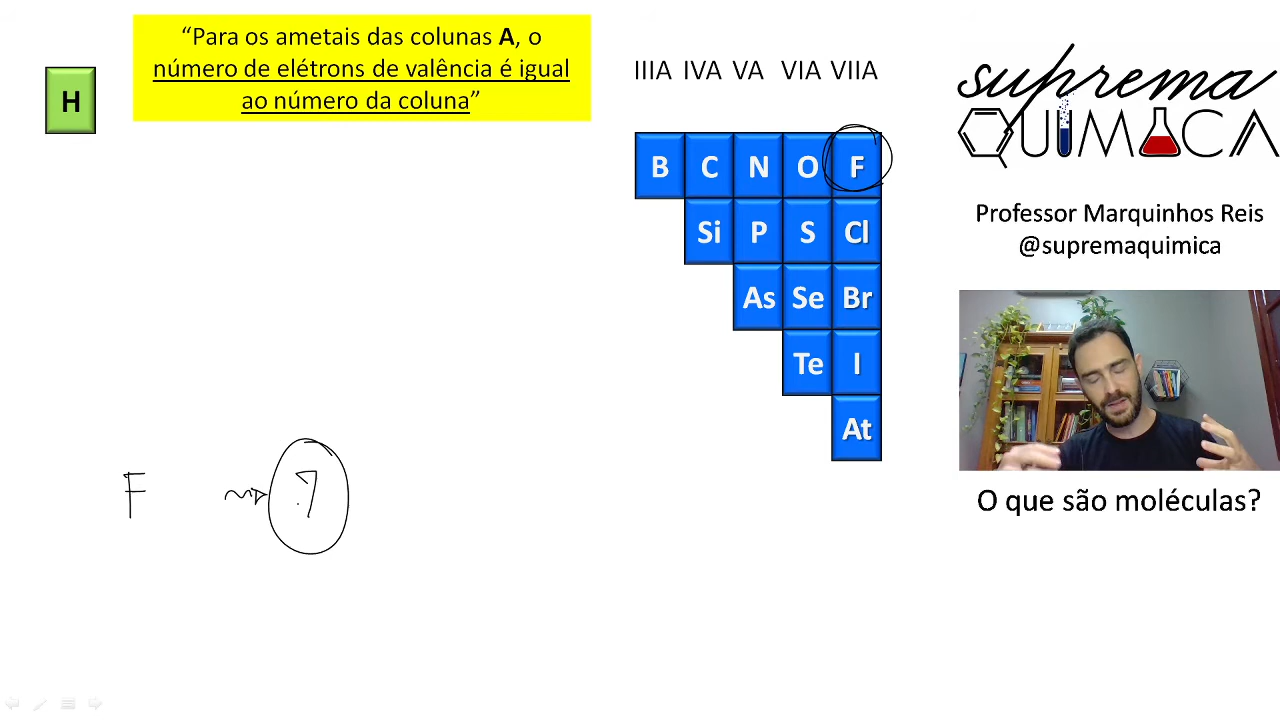 H
“Para os ametais das colunas A, o
número de elétrons de valência é igual
ao número da coluna”
IIIA IVA VA VIA VIIA
B C N O F
Si P S Cl
As Se Br
Te I
At
F 7
suprema
QUÍMICA
Professor Marquinhos Reis
@supremaquimica
O que são moléculas?